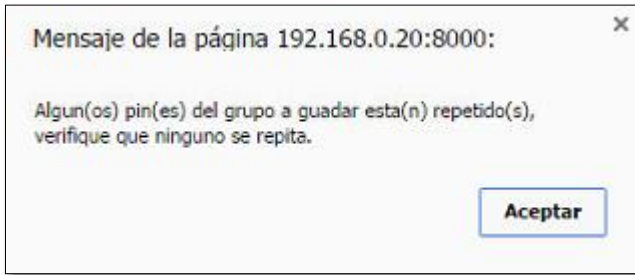 Mensaje de la página 192.168.0.20:8000:
Algun(os) pin(es) del grupo a guadar esta(n) repetido(s),
verifique que ninguno se repita.
Aceptar